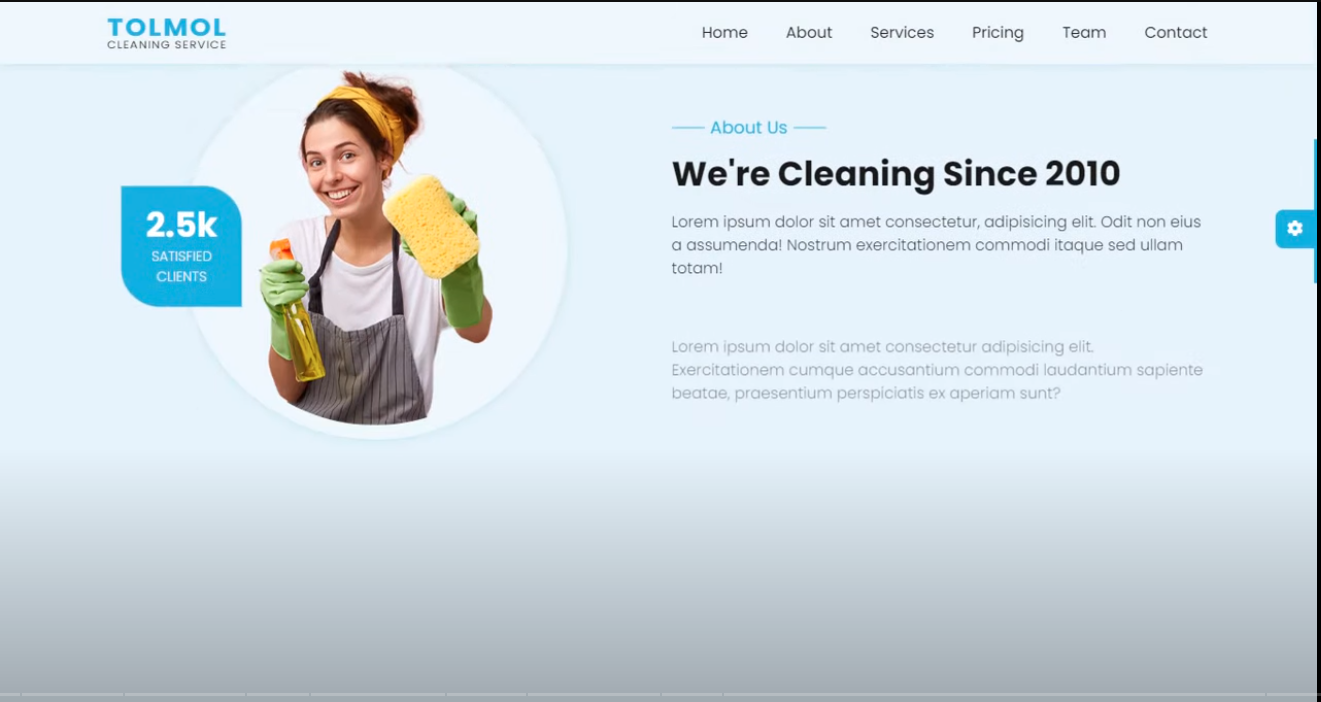 TOLMOL
CLEANING SERVICE
Home About Services Pricing Team Contact
About Us
We're Cleaning Since 2010
Lorem ipsum dolor sit amet consectetur, adipisicing elit. Odit non eius
a assumenda! Nostrum exercitationem commodi itaque sed ullam
totam!
2.5k
SATISFIED
CLIENTS
Lorem ipsum dolor sit amet consectetur adipisicing elit.
Exercitationem cumque accusantium commodi laudantium sapiente
beatae, praesentium perspiciatis ex aperiam sunt?